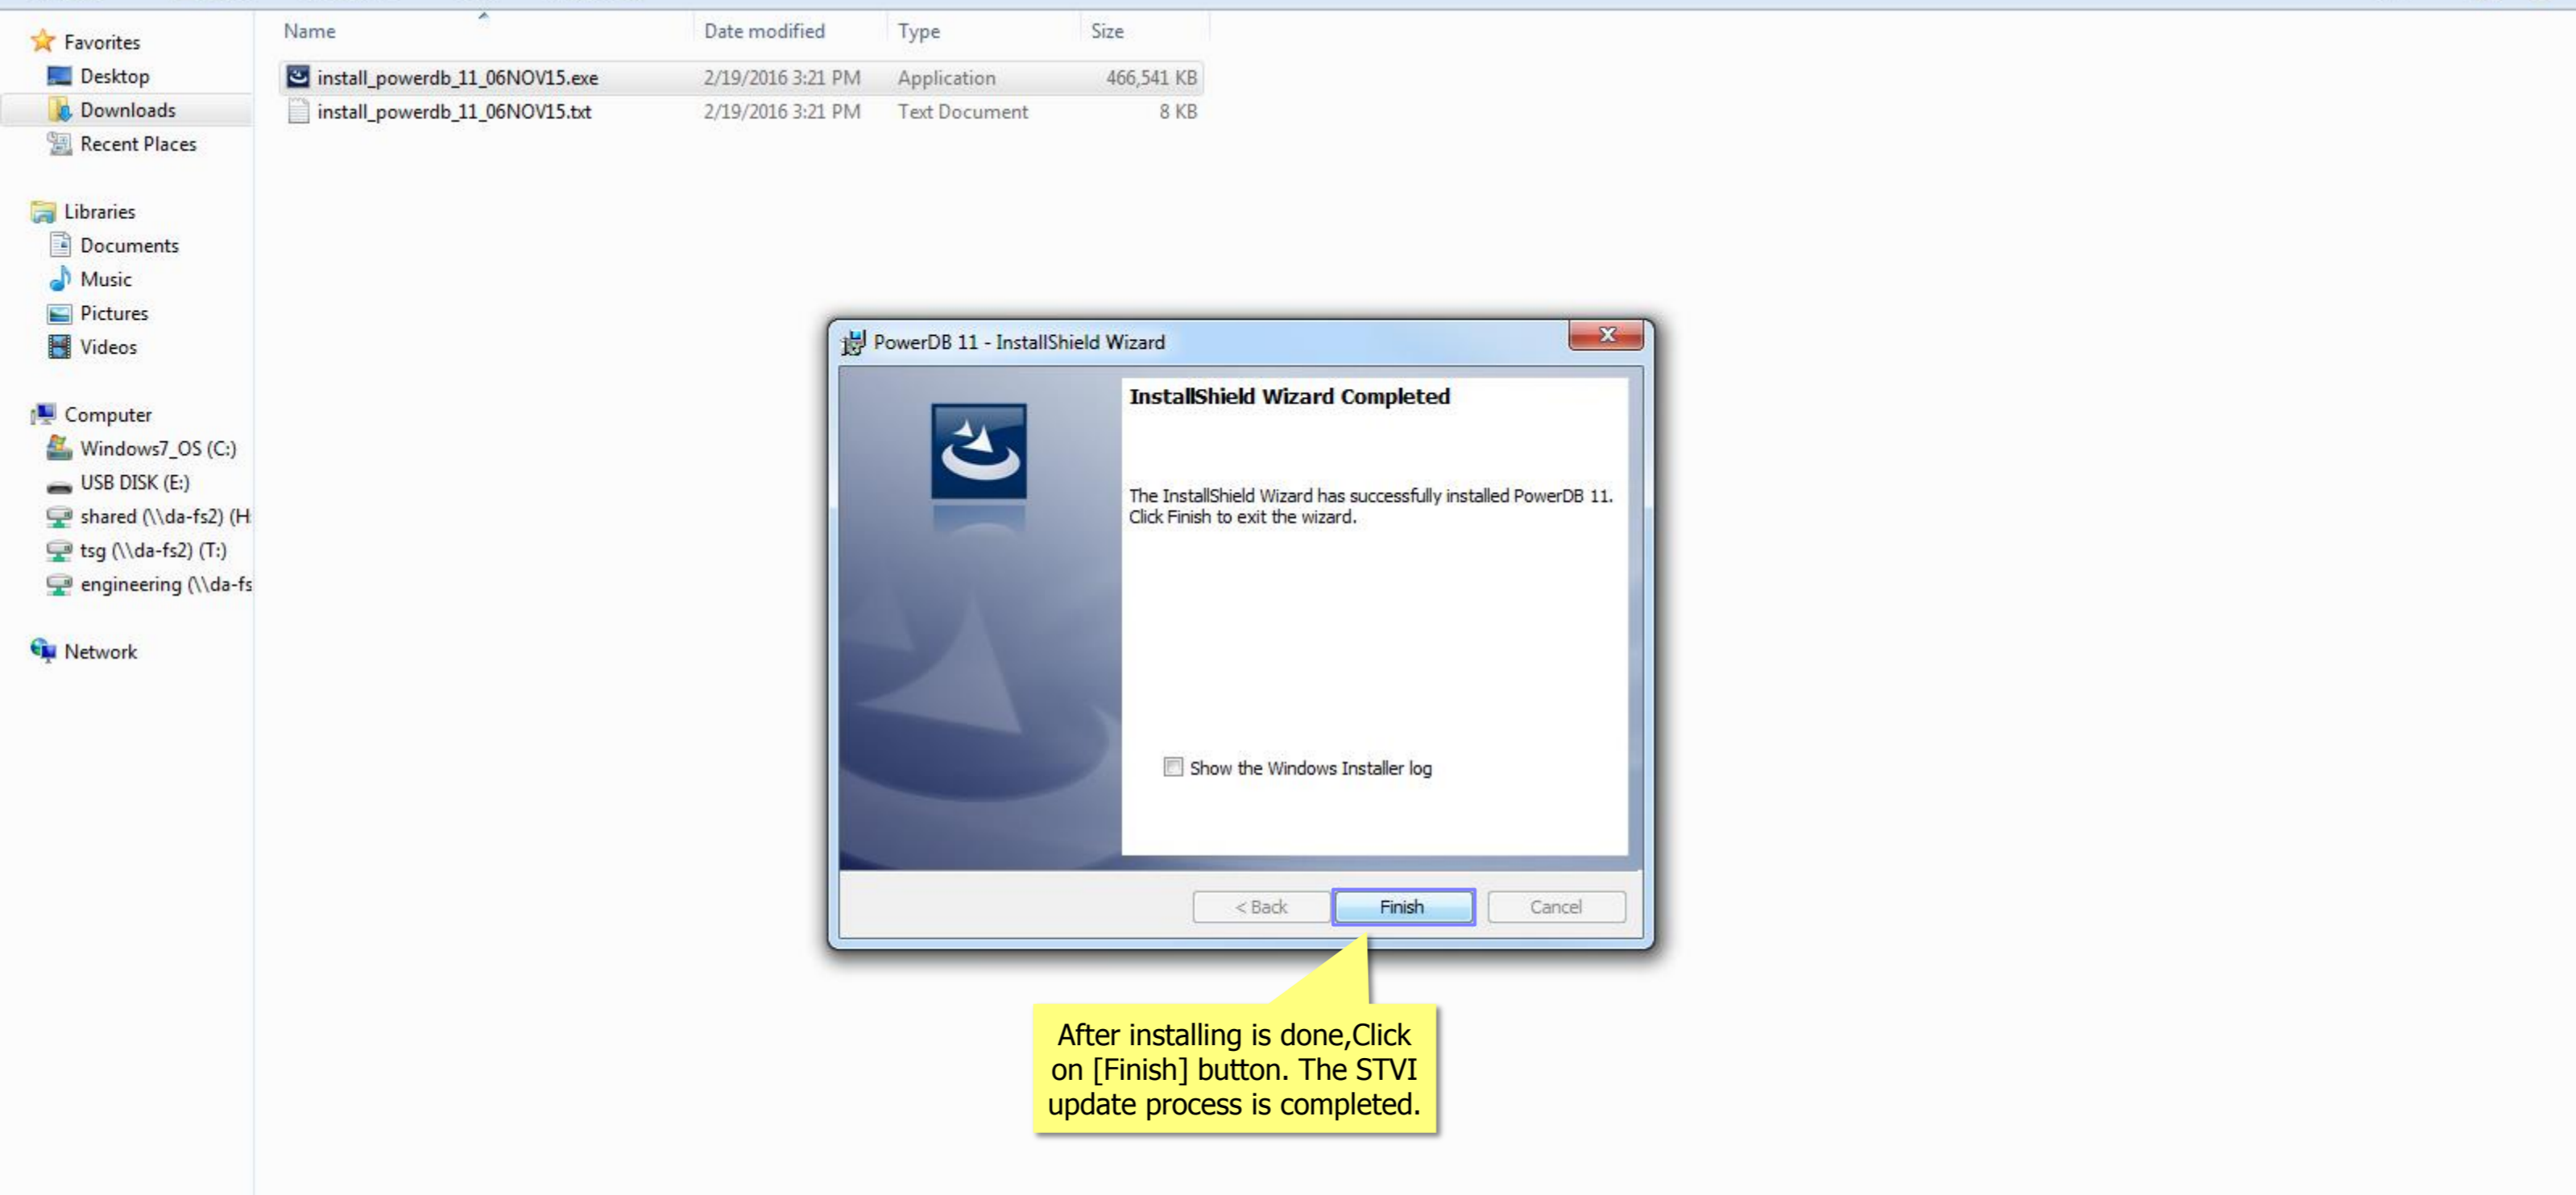 Name Date modified Type Size
Favorites
Desktop
Downloads
Recent Places
Libraries
Documents
Music
Pictures
Videos
Computer
Windows7_OS (C:)
USB DISK (E:)
shared (\\da-fs2) (H:
tsg (\\da-fs2) (T:)
engineering (\\da-fs
Network
install_powerdb_11_06NOV15.exe 2/19/2016 3:21 PM Application 466,541 KB
install_powerdb_11_06NOV15.txt 2/19/2016 3:21 PM Text Document 8 KB
PowerDB 11 - InstallShield Wizard
InstallShield Wizard Completed
The InstallShield Wizard has successfully installed PowerDB 11.
Click Finish to exit the wizard.
Show the Windows Installer log
< Back Finish Cancel
After installing is done,Click
on [Finish] button. The STVI
update process is completed.